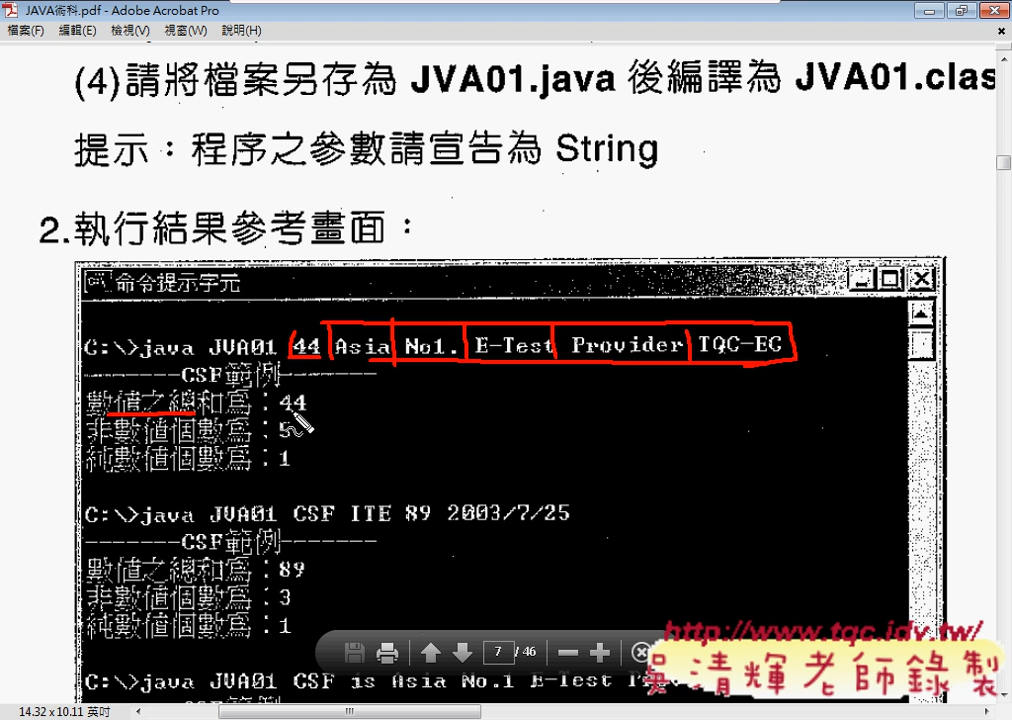 JAVA術科.pdf - Adobe Acrobat Pro
檔案(F) 編輯(E) 檢視(V) 視窗(W) 說明(H)
(4)請將檔案另存為 JVA01.java 後編譯為 JVA01.clas
提示：程序之參數請宣告為 String
2.執行結果參考畫面：
命令提示字元
C:\>java JVA01 44 Asia No1. E-Test Provider TQC-EC
-------CSF範例-------
數值之總和為：44
非數值個數為：5
純數值個數為：1
C:\>java JVA01 CSF ITE 89 2003/7/25
-------CSF範例-------
數值之總和為：89
非數值個數為：3
純數值個數為：1
http://www.tqc.idv.tw/
7 / 46
吳清輝老師錄製
C:\>java JVA01 CSF is Asia No.1 E-Test
14.32 x 10.11 英吋